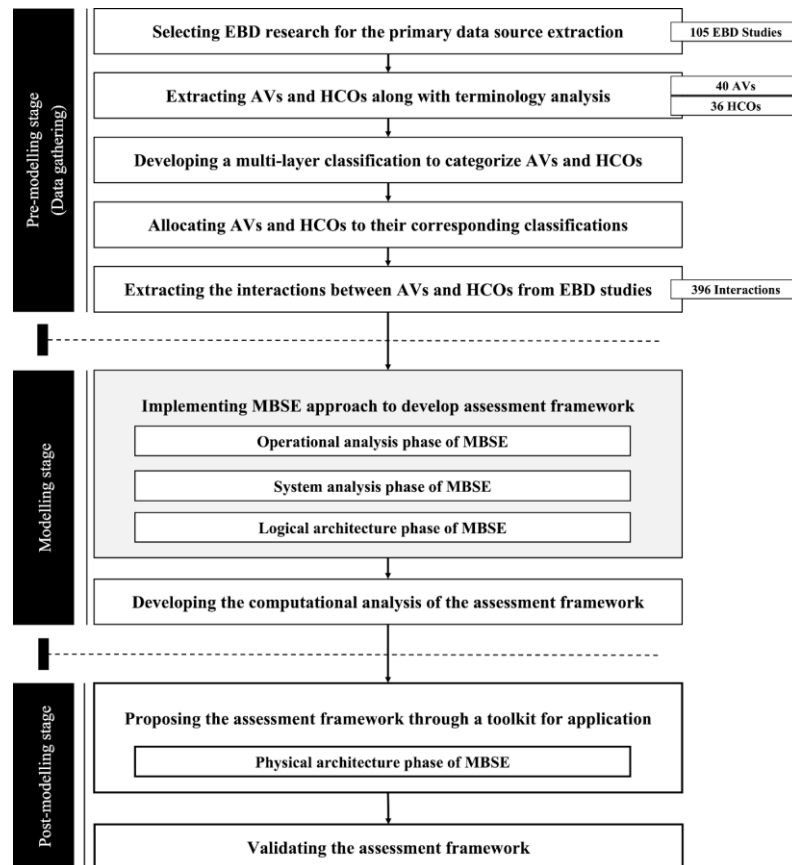 Pre-modelling stage
(Data gathering)
Selecting EBD research for the primary data source extraction
105 EBD Studies
Extracting AVs and HCOs along with terminology analysis
40 AVs
36 HCOs
Developing a multi-layer classification to categorize AVs and HCOs
Allocating AVs and HCOs to their corresponding classifications
Extracting the interactions between AVs and HCOs from EBD studies
396 Interactions
Modelling stage
Implementing MBSE approach to develop assessment framework
Operational analysis phase of MBSE
System analysis phase of MBSE
Logical architecture phase of MBSE
Developing the computational analysis of the assessment framework
Post-modelling stage
Proposing the assessment framework through a toolkit for application
Physical architecture phase of MBSE
Validating the assessment framework